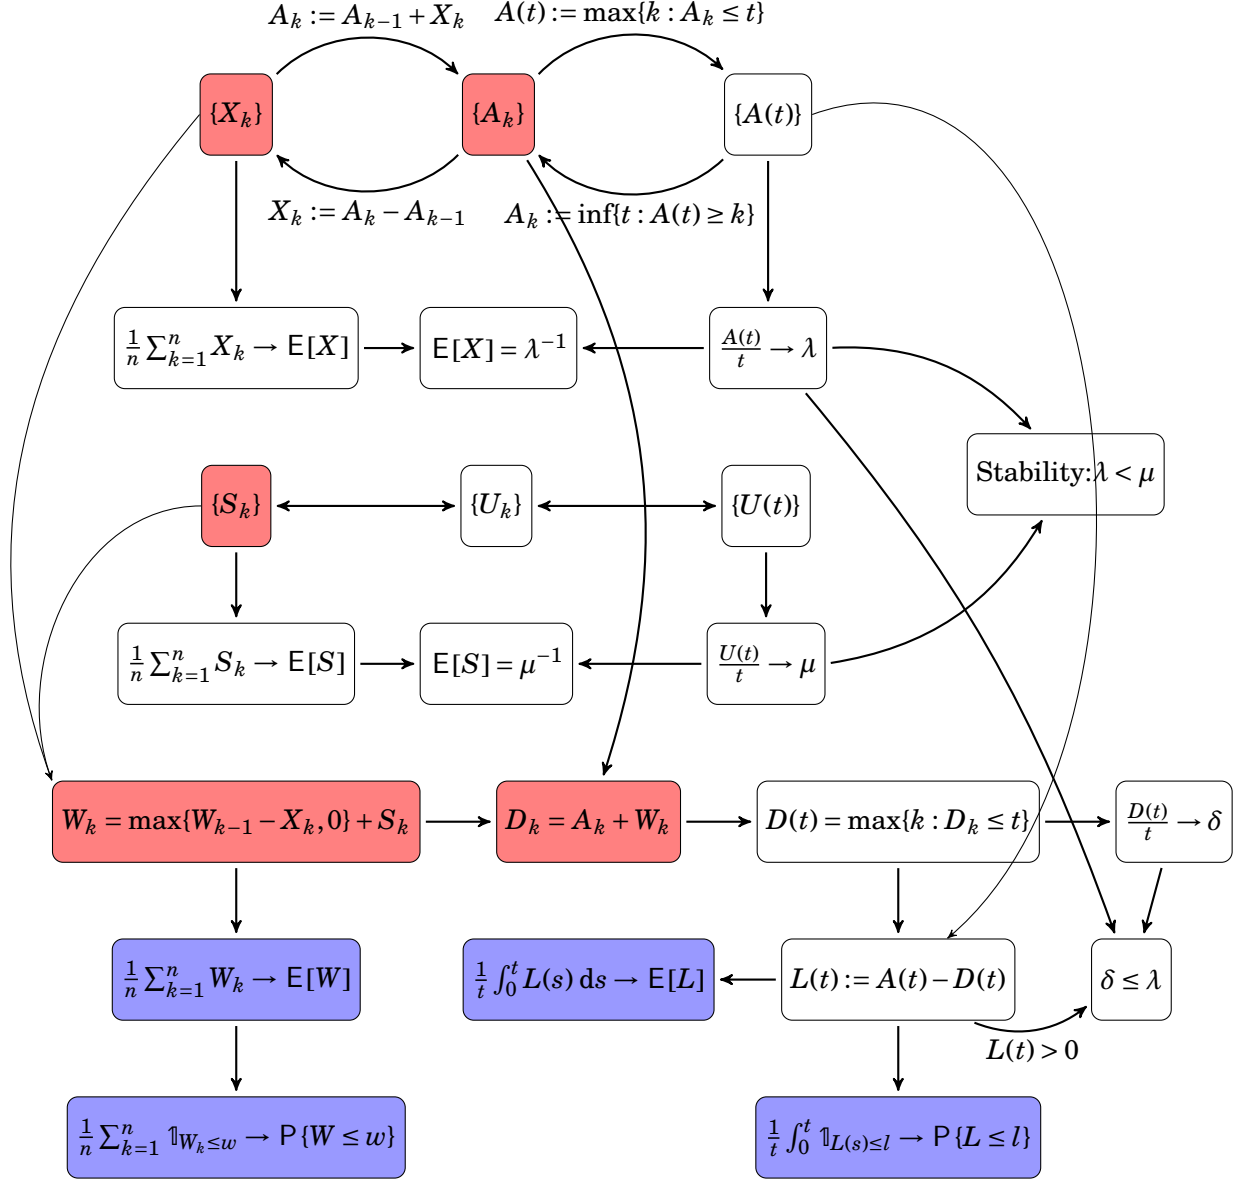 A_k := A_{k−1} + X_k
A(t) := max{k : A_k ≤ t}
{X_k}
{A_k}
{A(t)}
X_k := A_k − A_{k−1}
A_k := inf{t : A(t) ≥ k}
1/n ∑_{k=1}^n X_k → E[X]
E[X] = λ^{−1}
A(t)/t → λ
Stability: λ < μ
{S_k}
{U_k}
{U(t)}
1/n ∑_{k=1}^n S_k → E[S]
E[S] = μ^{−1}
U(t)/t → μ
W_k = max{W_{k−1} − X_k, 0} + S_k
D_k = A_k + W_k
D(t) = max{k : D_k ≤ t}
D(t)/t → δ
1/n ∑_{k=1}^n W_k → E[W]
1/t ∫_0^t L(s) ds → E[L]
L(t) := A(t) − D(t)
δ ≤ λ
L(t) > 0
1/n ∑_{k=1}^n 𝟙_{W_k ≤ w} → P{W ≤ w}
1/t ∫_0^t 𝟙_{L(s) ≤ l} → P{L ≤ l}